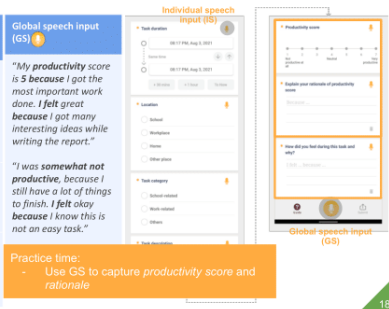 Individual speech
input (IS)
Global speech input
(GS)
"My productivity score
is 5 because I got the
most important work
done. I felt great
because I got many
interesting ideas while
writing the report."
"I was somewhat not
productive, because I
still have a lot of things
to finish. I felt okay
because I know this is
not an easy task."
Task duration
06:17 PM, Aug 3, 2021
06:17 PM, Aug 3, 2021
Location
School
Workplace
Home
Other place
Task category
School-related
Work-related
Others
Task description
Productivity score
Explain your rationale of productivity
score
How did you feel during this task and
why?
Global speech input
(GS)
Practice time:
- Use GS to capture productivity score and
rationale
18